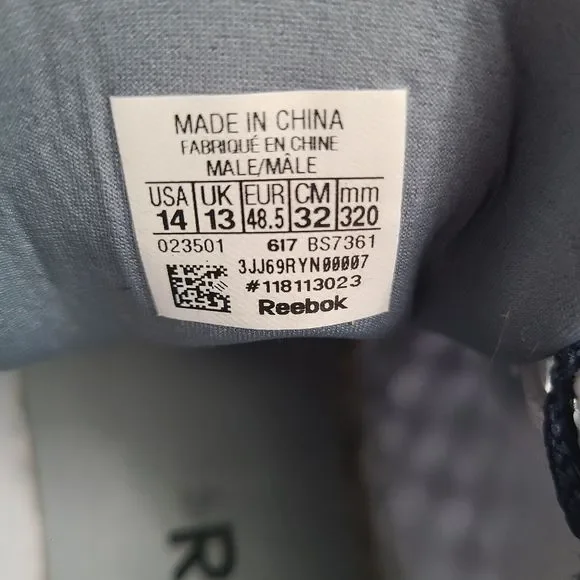 MADE IN CHINA
FABRIQUÉ EN CHINE
MALE/MÂLE
USA UK EUR CM mm
14 13 48.5 32 320
023501 617 BS7361
3JJ69RYN00007
#118113023
Reebok
R